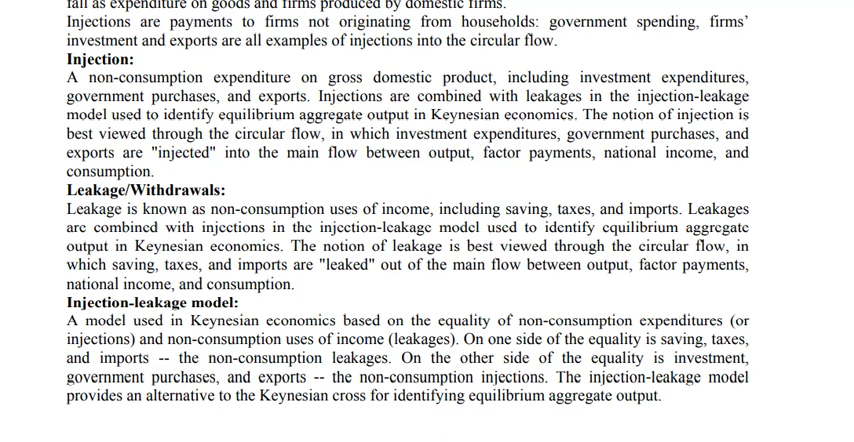 fall as expenditure on goods and firms produced by domestic firms.
Injections are payments to firms not originating from households: government spending, firms'
investment and exports are all examples of injections into the circular flow.
Injection:
A non-consumption expenditure on gross domestic product, including investment expenditures,
government purchases, and exports. Injections are combined with leakages in the injection-leakage
model used to identify equilibrium aggregate output in Keynesian economics. The notion of injection is
best viewed through the circular flow, in which investment expenditures, government purchases, and
exports are "injected" into the main flow between output, factor payments, national income, and
consumption.
Leakage/Withdrawals:
Leakage is known as non-consumption uses of income, including saving, taxes, and imports. Leakages
are combined with injections in the injection-leakage model used to identify equilibrium aggregate
output in Keynesian economics. The notion of leakage is best viewed through the circular flow, in
which saving, taxes, and imports are "leaked" out of the main flow between output, factor payments,
national income, and consumption.
Injection-leakage model:
A model used in Keynesian economics based on the equality of non-consumption expenditures (or
injections) and non-consumption uses of income (leakages). On one side of the equality is saving, taxes,
and imports -- the non-consumption leakages. On the other side of the equality is investment,
government purchases, and exports -- the non-consumption injections. The injection-leakage model
provides an alternative to the Keynesian cross for identifying equilibrium aggregate output.